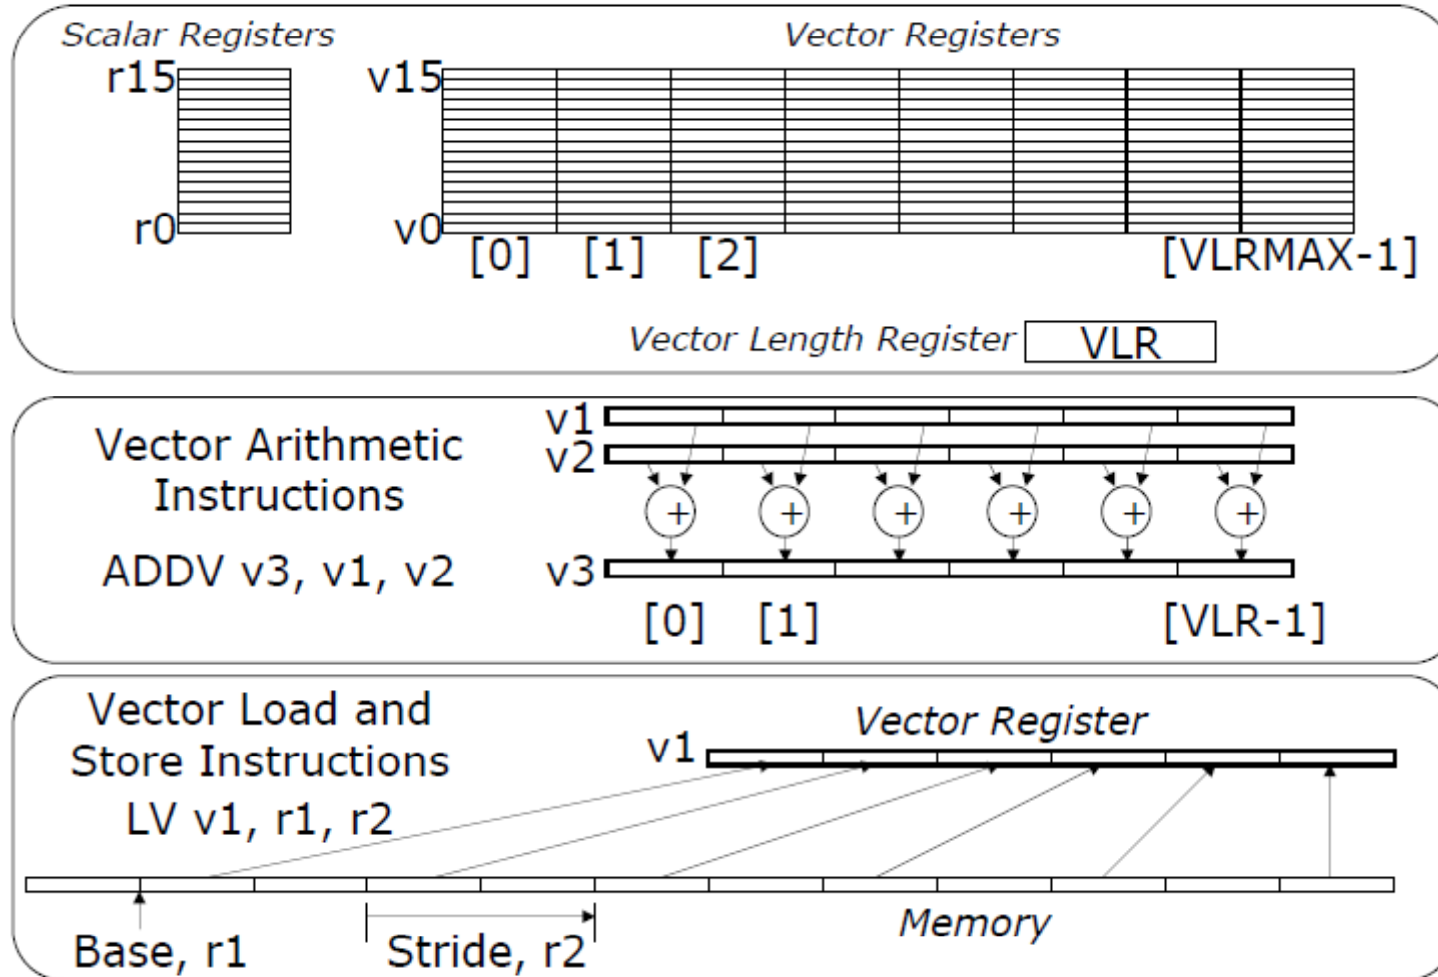 Scalar Registers
Vector Registers
r15
v15
r0
v0
[0]
[1]
[2]
[VLRMAX-1]
Vector Length Register
VLR
Vector Arithmetic
Instructions
ADDV v3, v1, v2
v1
v2
+ + + + + +
v3
[0]
[1]
[VLR-1]
Vector Load and
Store Instructions
LV v1, r1, r2
Vector Register
v1
Memory
Base, r1
Stride, r2